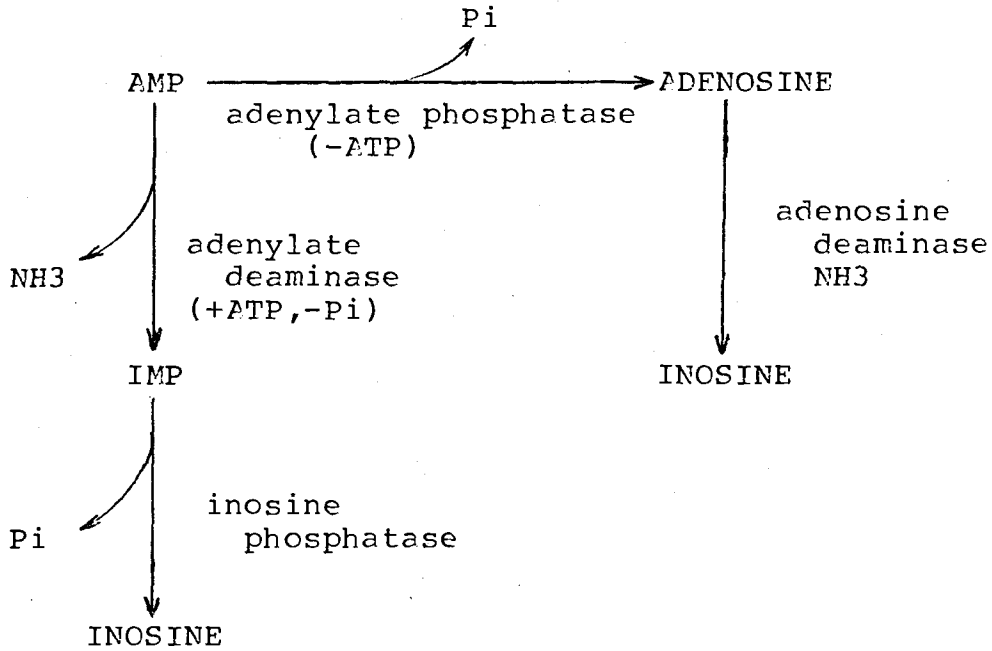 Pi
AMP
ADENOSINE
adenylate phosphatase
(-ATP)
adenosine
deaminase
NH3
adenylate
deaminase
(+ATP,-Pi)
NH3
IMP
INOSINE
inosine
phosphatase
Pi
INOSINE